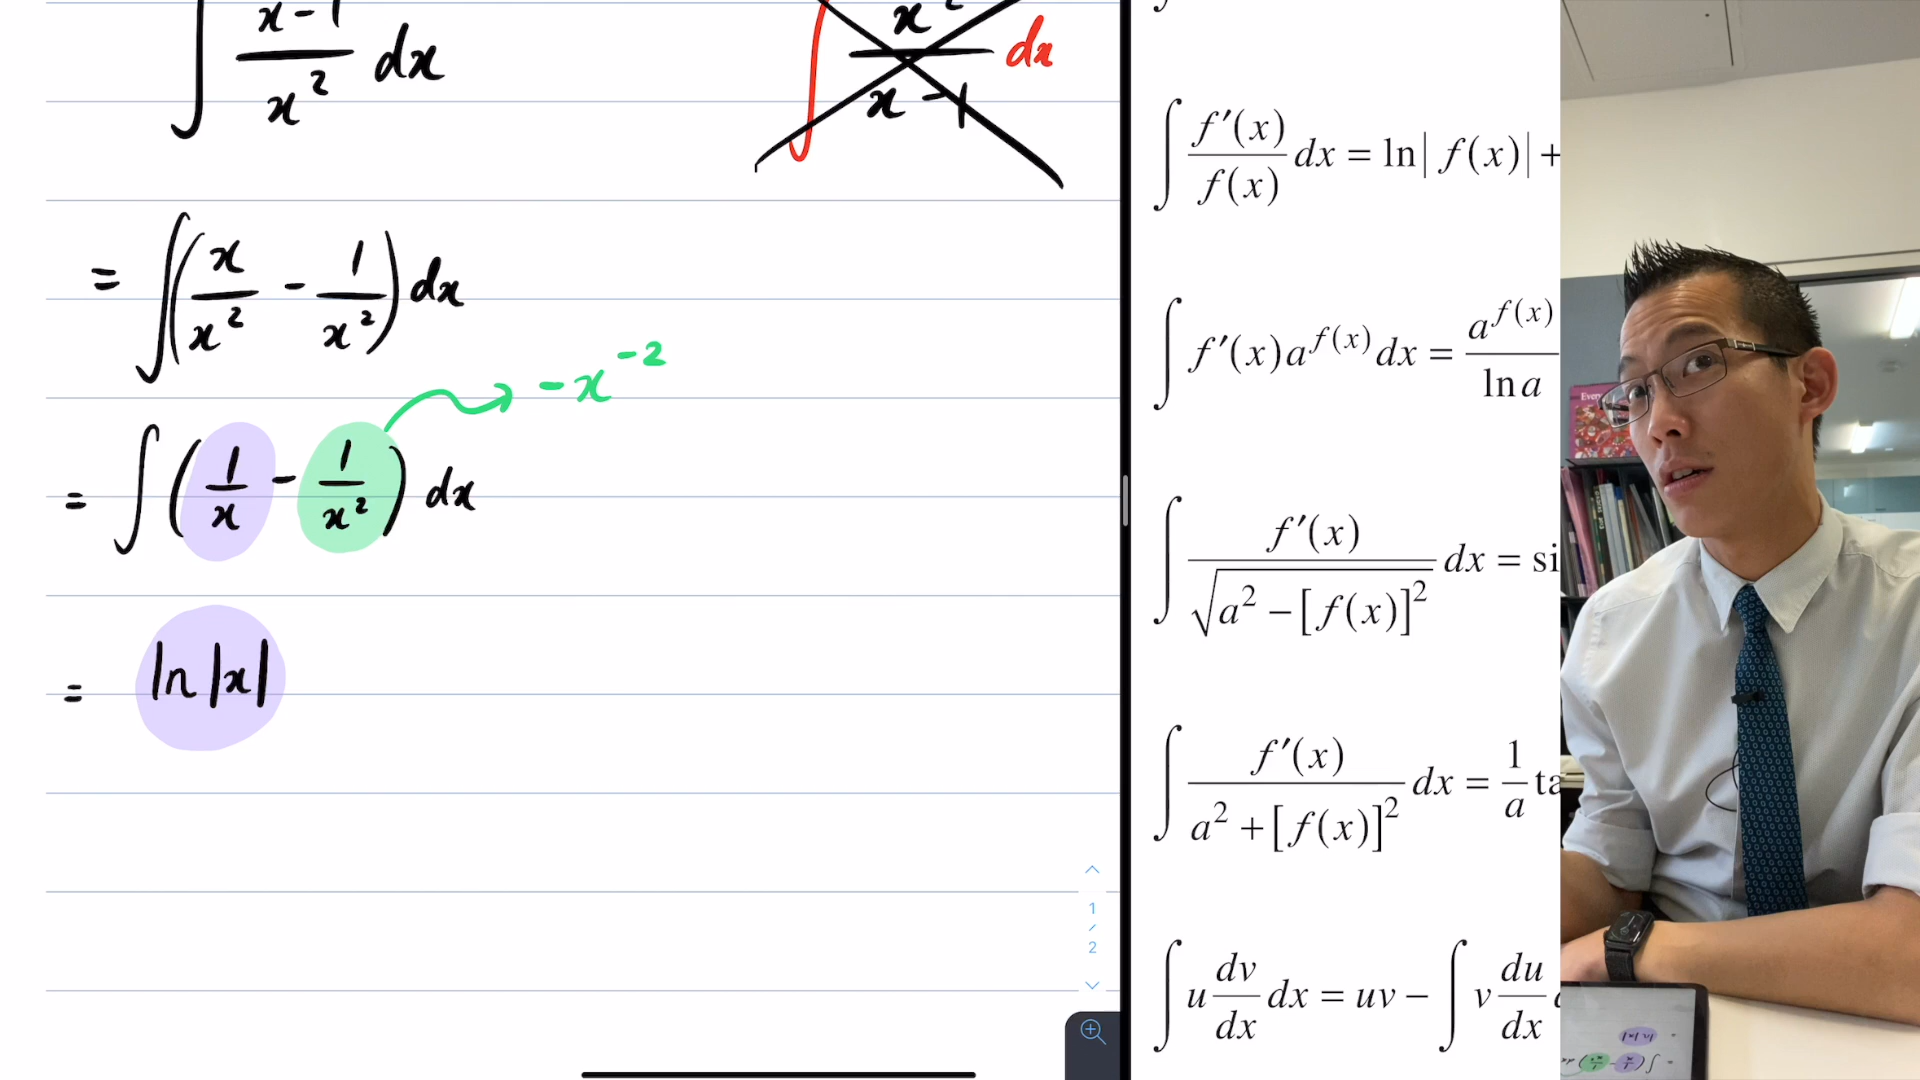 ∫ x-1 / x² dx
x² / x - 1 dx
= ∫ (x/x² - 1/x²) dx
-x⁻²
= ∫ (1/x - 1/x²) dx
= ln|x|
1
/
2
∫ f′(x)/f(x) dx = ln|f(x)| +
∫ f′(x)a^f(x) dx = a^f(x) / ln a
∫ f′(x) / √(a² − [f(x)]²) dx = si
∫ f′(x) / (a² + [f(x)]²) dx = 1/a ta
∫ u dv/dx dx = uv − ∫ v du/dx